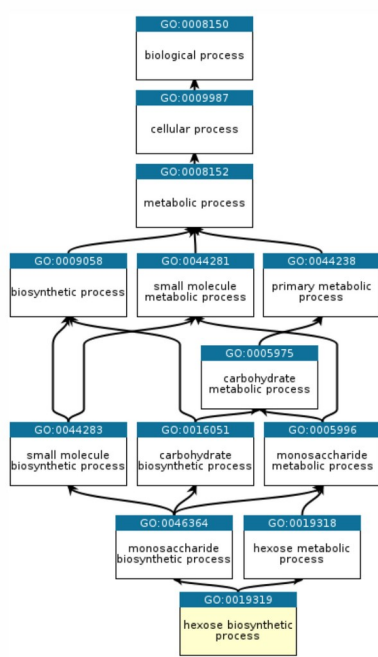 GO:0008150
biological process
GO:0009987
cellular process
GO:0008152
metabolic process
GO:0009058
biosynthetic process
GO:0044281
small molecule
metabolic process
GO:0044238
primary metabolic
process
GO:0005975
carbohydrate
metabolic process
GO:0044283
small molecule
biosynthetic process
GO:0016051
carbohydrate
biosynthetic process
GO:0005996
monosaccharide
metabolic process
GO:0046364
monosaccharide
biosynthetic process
GO:0019318
hexose metabolic
process
GO:0019319
hexose biosynthetic
process